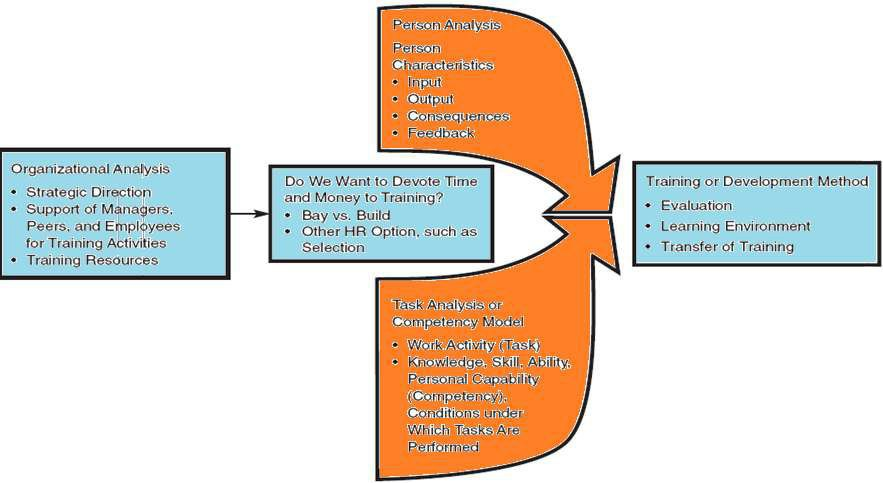 Organizational Analysis
• Strategic Direction
• Support of Managers,
Peers, and Employees
for Training Activities
• Training Resources
Do We Want to Devote Time
and Money to Training?
• Bay vs. Build
• Other HR Option, such as
Selection
Person Analysis
Person
Characteristics
• Input
• Output
• Consequences
• Feedback
Task Analysis or
Competency Model
• Work Activity (Task)
• Knowledge, Skill, Ability,
Personal Capability
(Competency),
Conditions under
Which Tasks Are
Performed
Training or Development Method
• Evaluation
• Learning Environment
• Transfer of Training